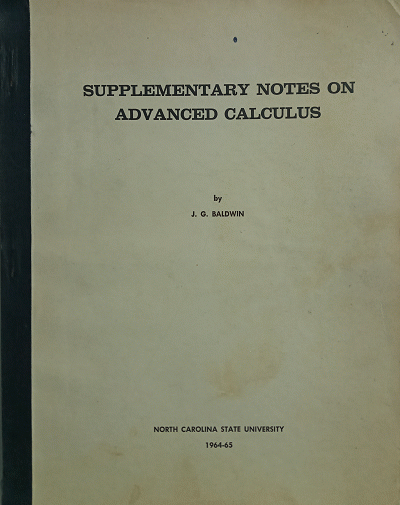 SUPPLEMENTARY NOTES ON
ADVANCED CALCULUS
by
J. G. BALDWIN
NORTH CAROLINA STATE UNIVERSITY
1964-65